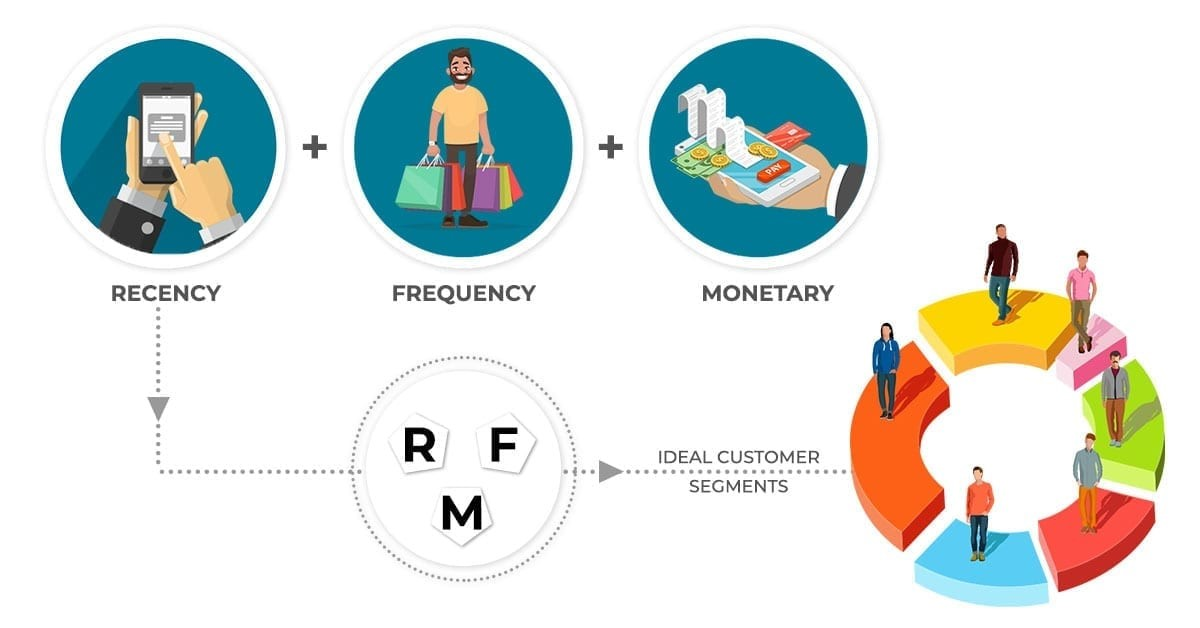 PAY
RECENCY
FREQUENCY
MONETARY
R
F
M
IDEAL CUSTOMER
SEGMENTS